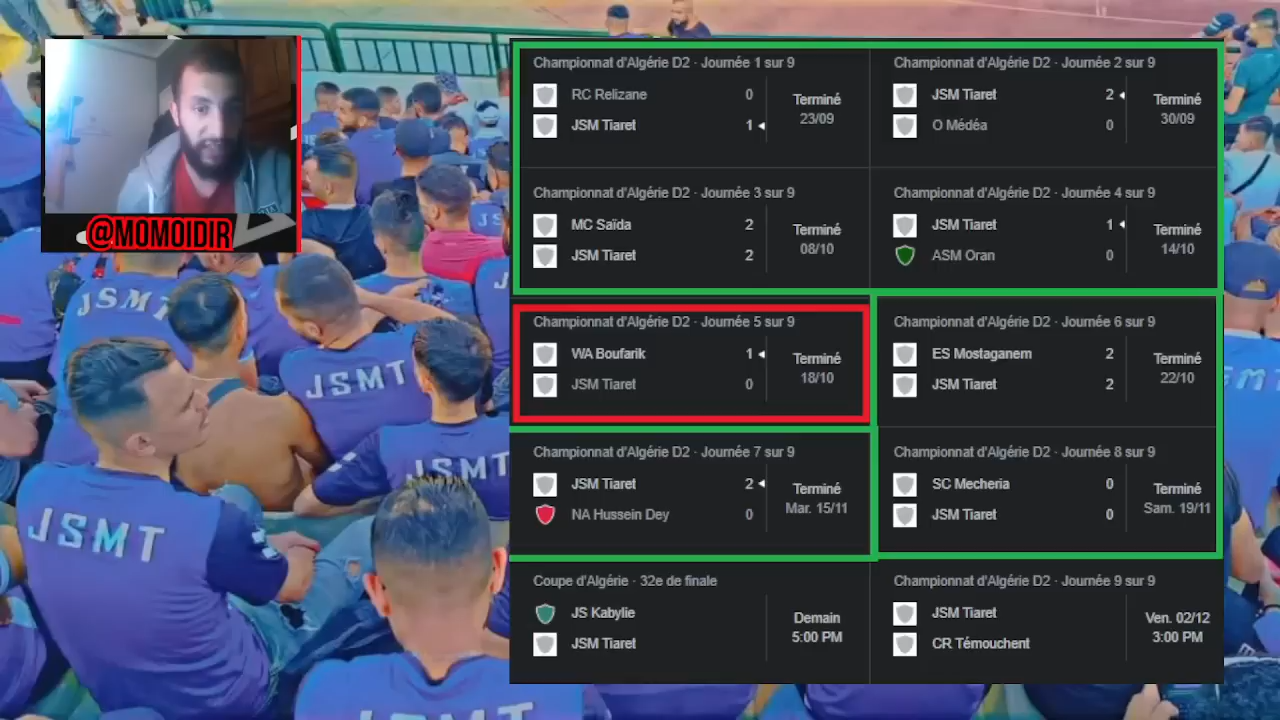 @MOMOIDIR
Championnat d'Algérie D2 · Journée 1 sur 9
RC Relizane 0
JSM Tiaret 1
Terminé
23/09
Championnat d'Algérie D2 · Journée 2 sur 9
JSM Tiaret 2
O Médéa 0
Terminé
30/09
Championnat d'Algérie D2 · Journée 3 sur 9
MC Saïda 2
JSM Tiaret 2
Terminé
08/10
Championnat d'Algérie D2 · Journée 4 sur 9
JSM Tiaret 1
ASM Oran 0
Terminé
14/10
Championnat d'Algérie D2 · Journée 5 sur 9
WA Boufarik 1
JSM Tiaret 0
Terminé
18/10
Championnat d'Algérie D2 · Journée 6 sur 9
ES Mostaganem 2
JSM Tiaret 2
Terminé
22/10
Championnat d'Algérie D2 · Journée 7 sur 9
JSM Tiaret 2
NA Hussein Dey 0
Terminé
Mar. 15/11
Championnat d'Algérie D2 · Journée 8 sur 9
SC Mecheria 0
JSM Tiaret 0
Terminé
Sam. 19/11
Coupe d'Algérie · 32e de finale
JS Kabylie
JSM Tiaret
Demain
5:00 PM
Championnat d'Algérie D2 · Journée 9 sur 9
JSM Tiaret
CR Témouchent
Ven. 02/12
3:00 PM
JSMT
JSMT
JSMT
JSMT